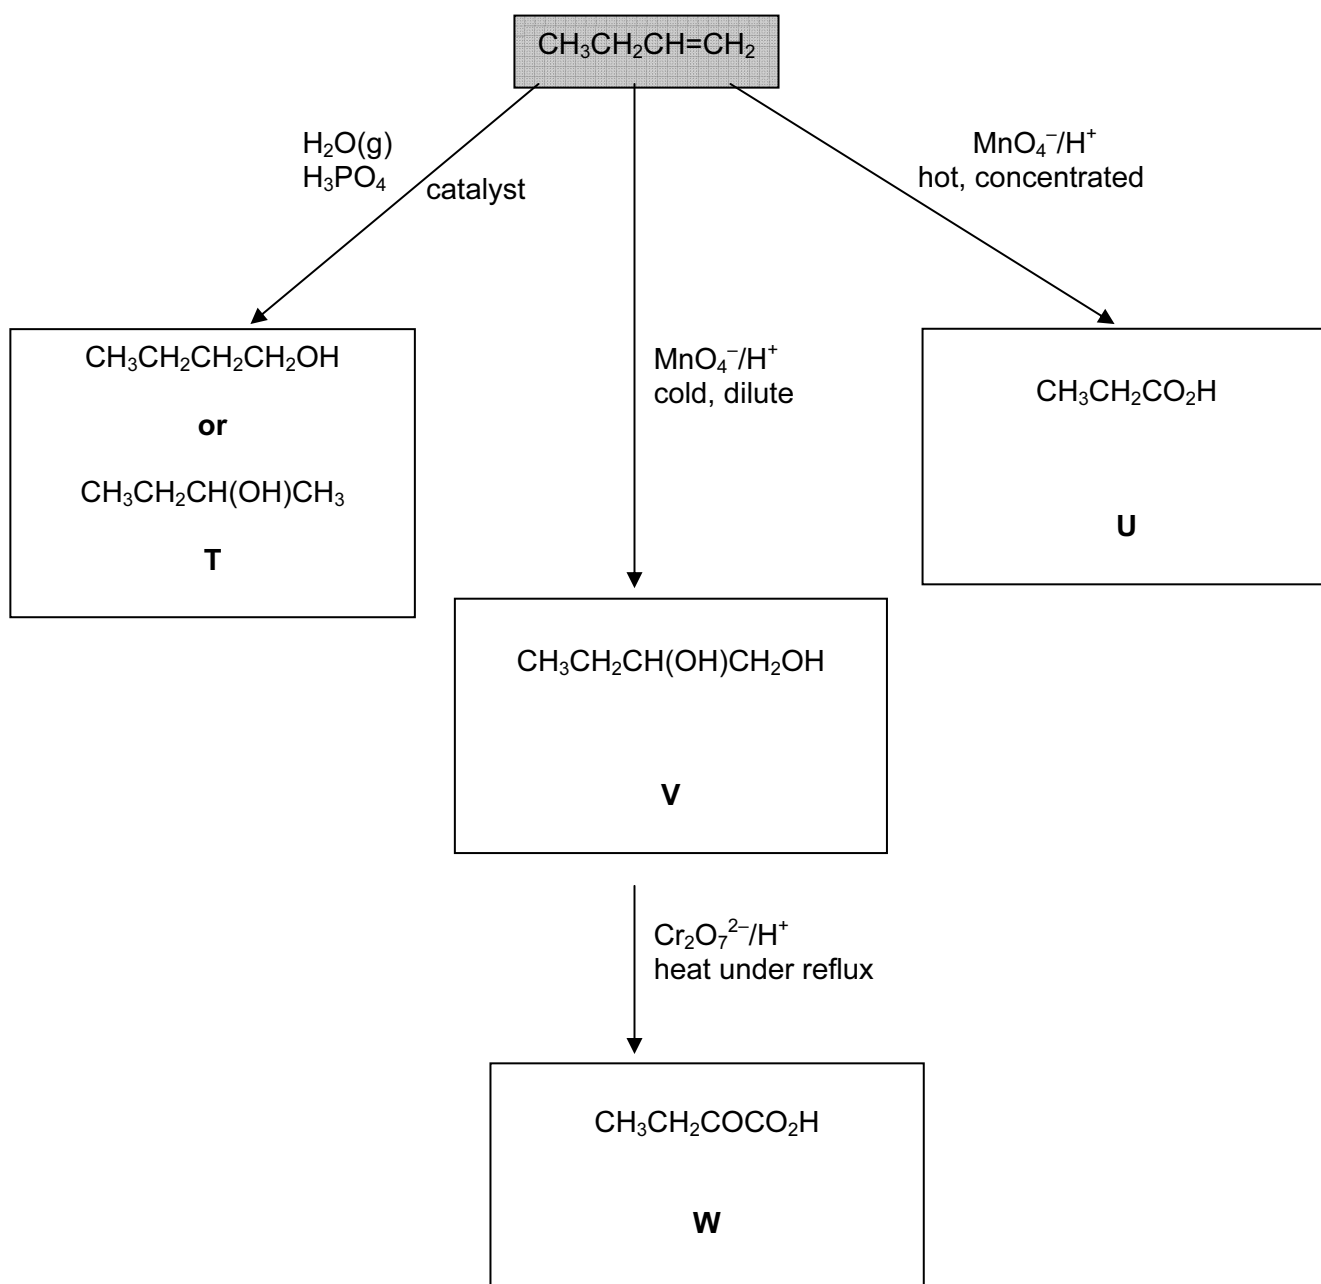 CH₃CH₂CH=CH₂
H₂O(g)
H₃PO₄
catalyst
MnO₄⁻/H⁺
hot, concentrated
CH₃CH₂CH₂CH₂OH
or
CH₃CH₂CH(OH)CH₃
T
MnO₄⁻/H⁺
cold, dilute
CH₃CH₂CO₂H
U
CH₃CH₂CH(OH)CH₂OH
V
Cr₂O₇²⁻/H⁺
heat under reflux
CH₃CH₂COCO₂H
W